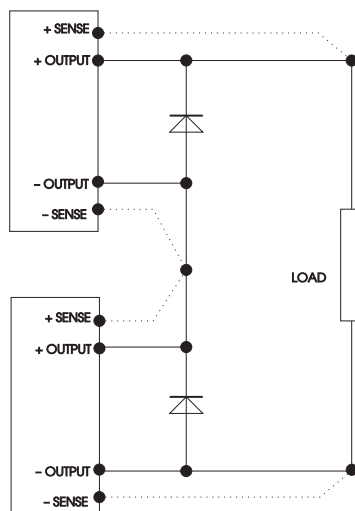 + SENSE
+ OUTPUT
– OUTPUT
– SENSE
LOAD
+ SENSE
+ OUTPUT
– OUTPUT
– SENSE